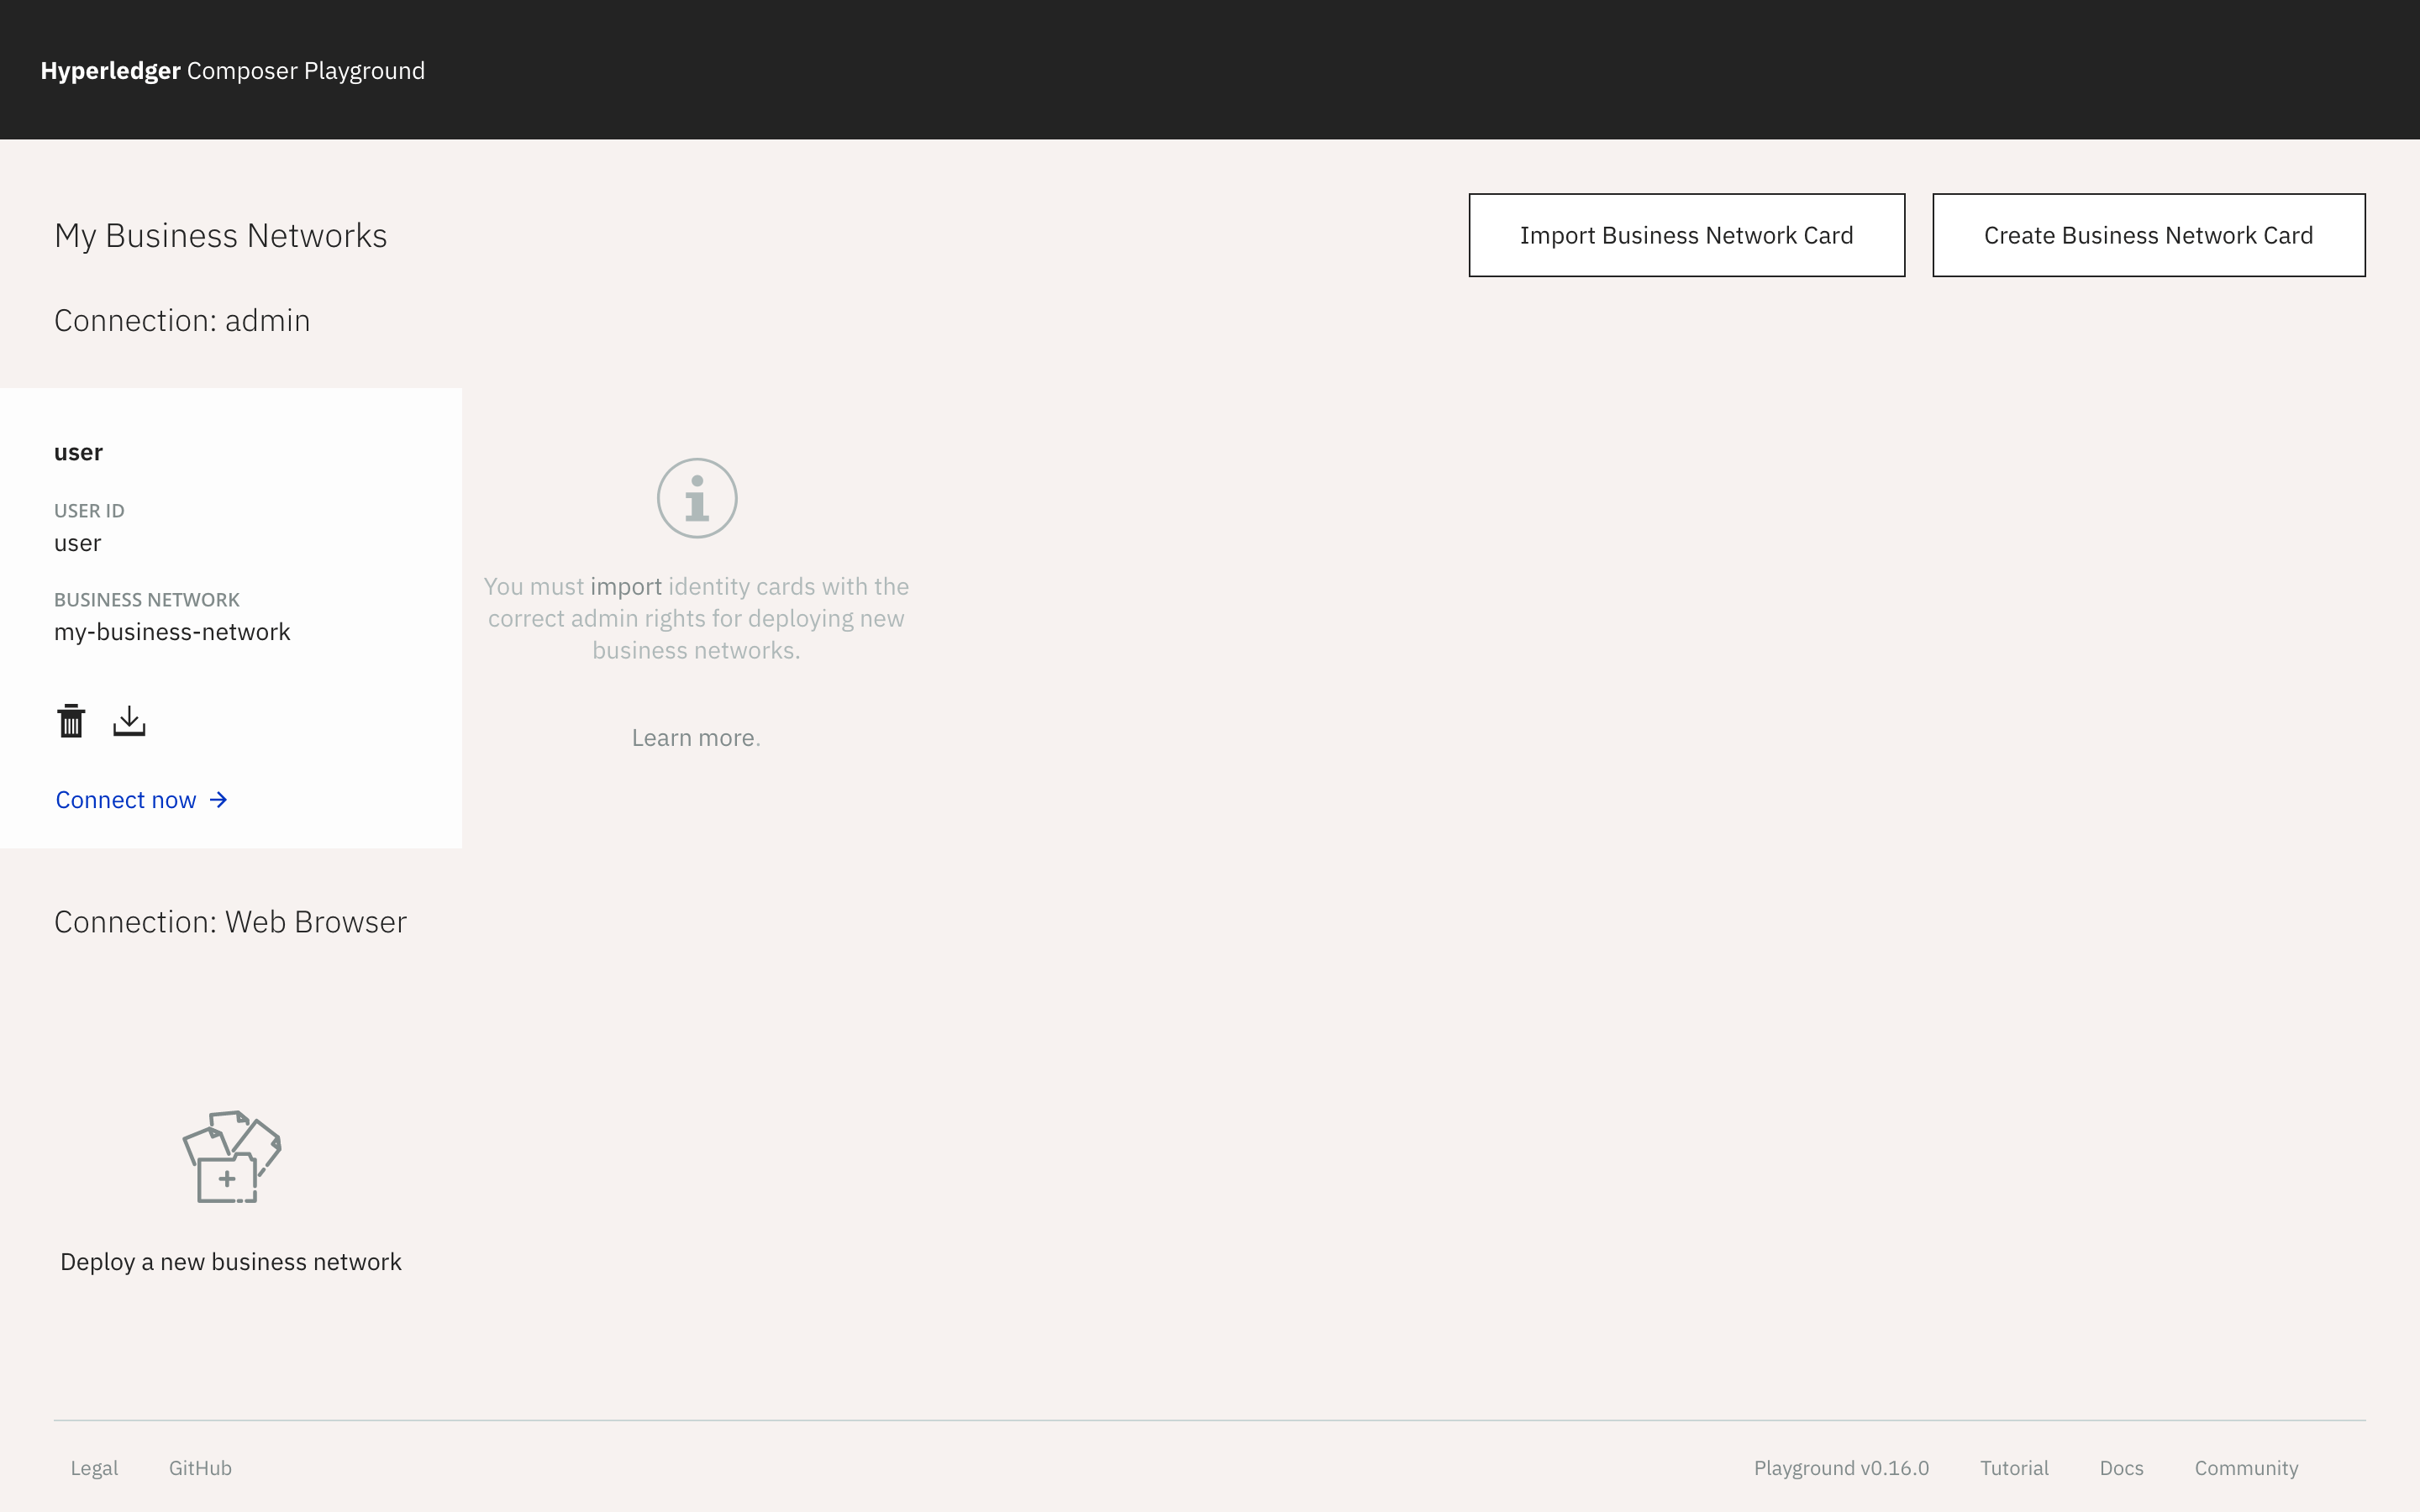 Hyperledger Composer Playground
My Business Networks
Import Business Network Card
Create Business Network Card
Connection: admin
user
USER ID
user
BUSINESS NETWORK
my-business-network
Connect now
You must import identity cards with the
correct admin rights for deploying new
business networks.
Learn more.
Connection: Web Browser
Deploy a new business network
Legal
GitHub
Playground v0.16.0
Tutorial
Docs
Community